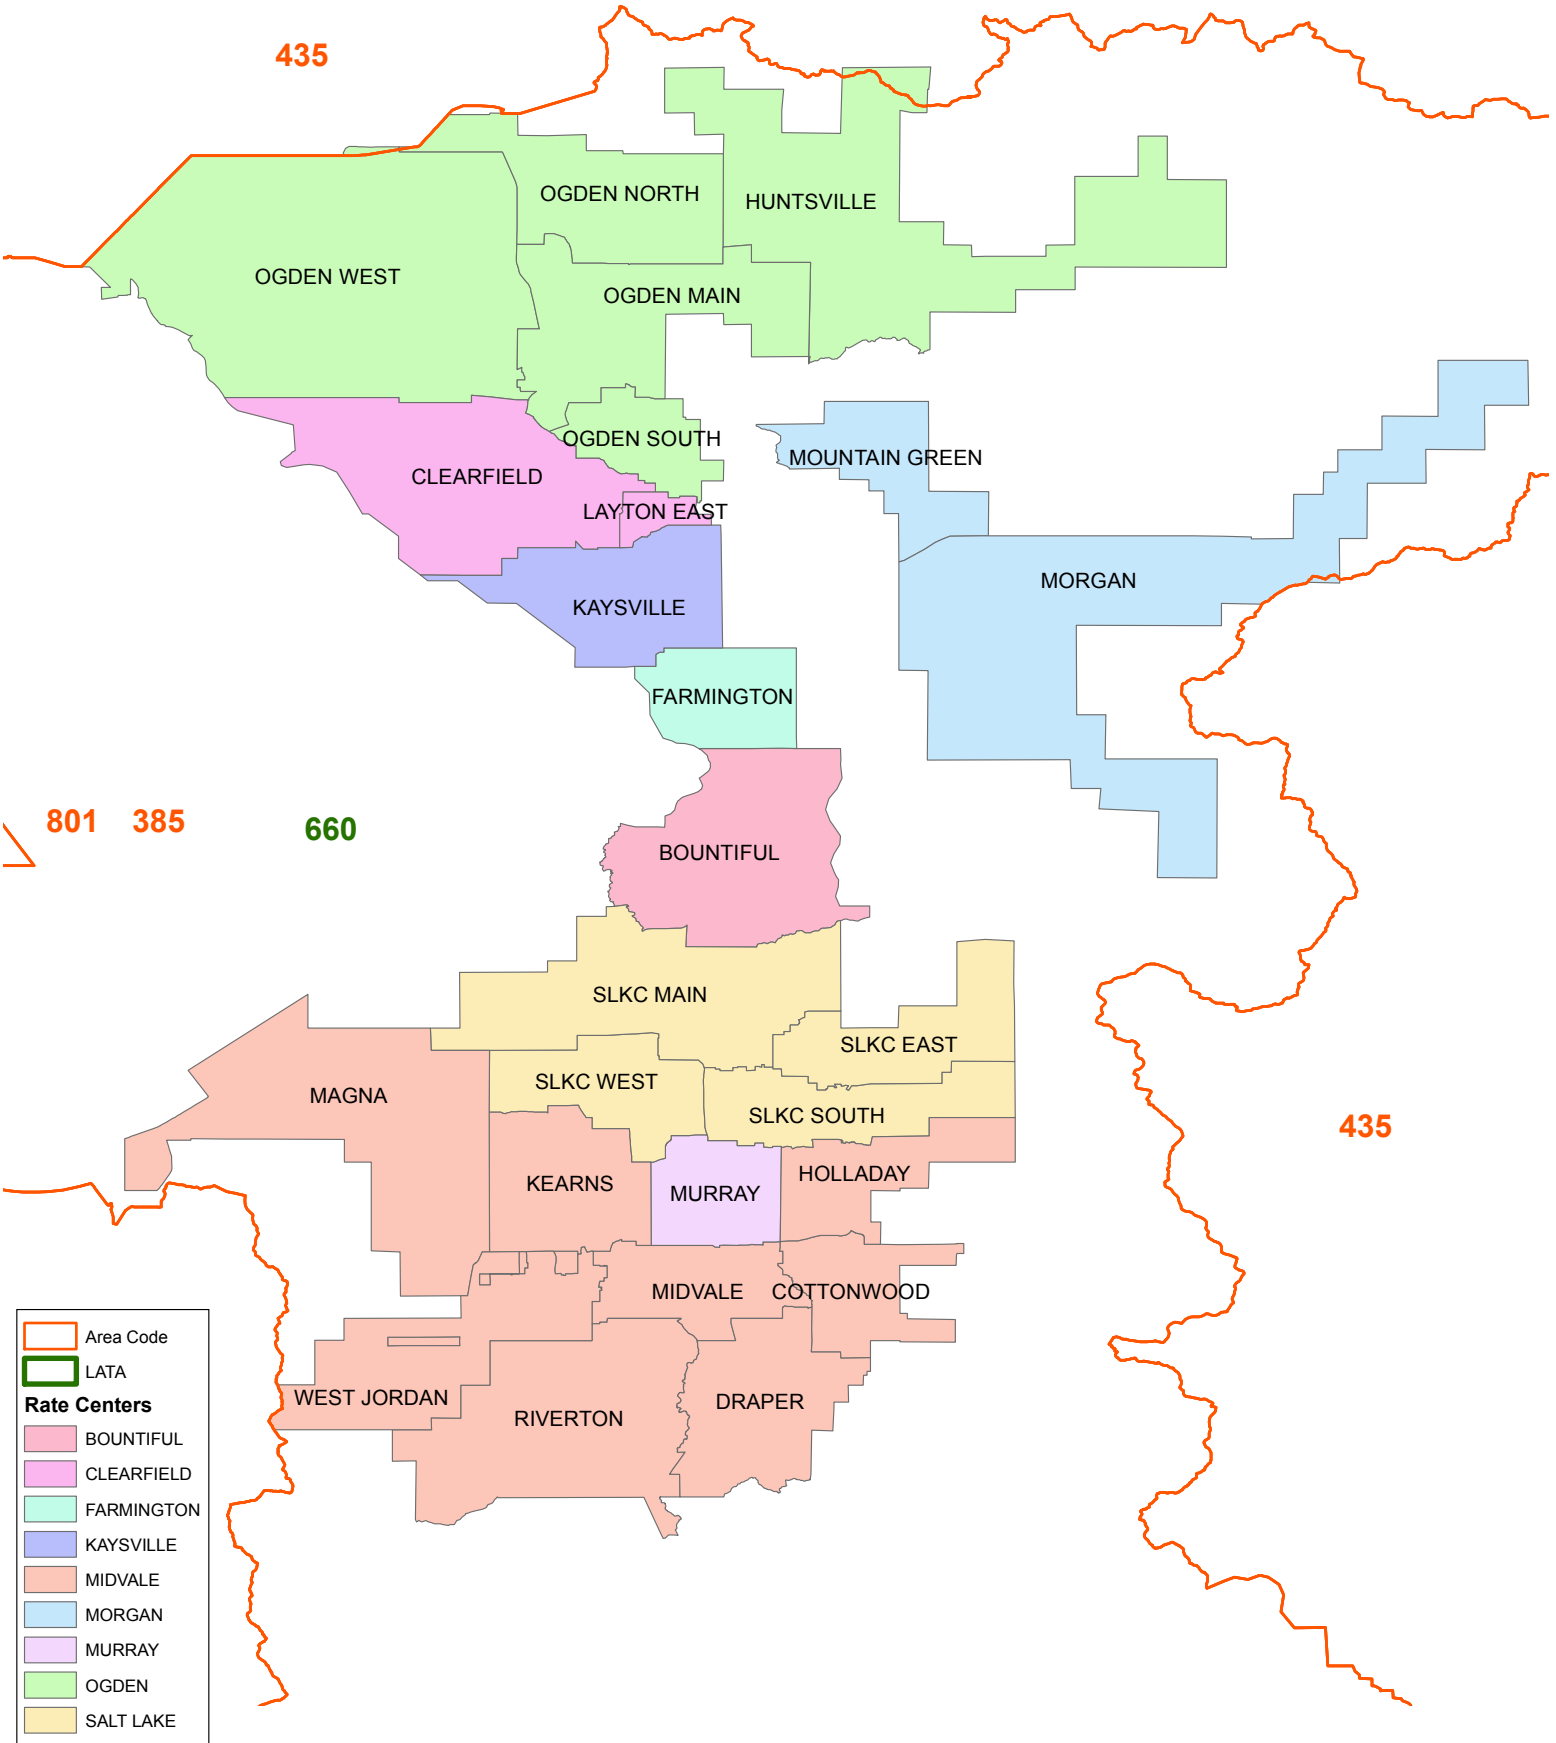 435
OGDEN NORTH
HUNTSVILLE
OGDEN WEST
OGDEN MAIN
OGDEN SOUTH
MOUNTAIN GREEN
CLEARFIELD
LAYTON EAST
MORGAN
KAYSVILLE
FARMINGTON
801 385 660
BOUNTIFUL
SLKC MAIN
SLKC EAST
SLKC WEST
MAGNA
SLKC SOUTH
435
HOLLADAY
KEARNS
MURRAY
MIDVALE
COTTONWOOD
WEST JORDAN
DRAPER
RIVERTON
Area Code
LATA
Rate Centers
BOUNTIFUL
CLEARFIELD
FARMINGTON
KAYSVILLE
MIDVALE
MORGAN
MURRAY
OGDEN
SALT LAKE